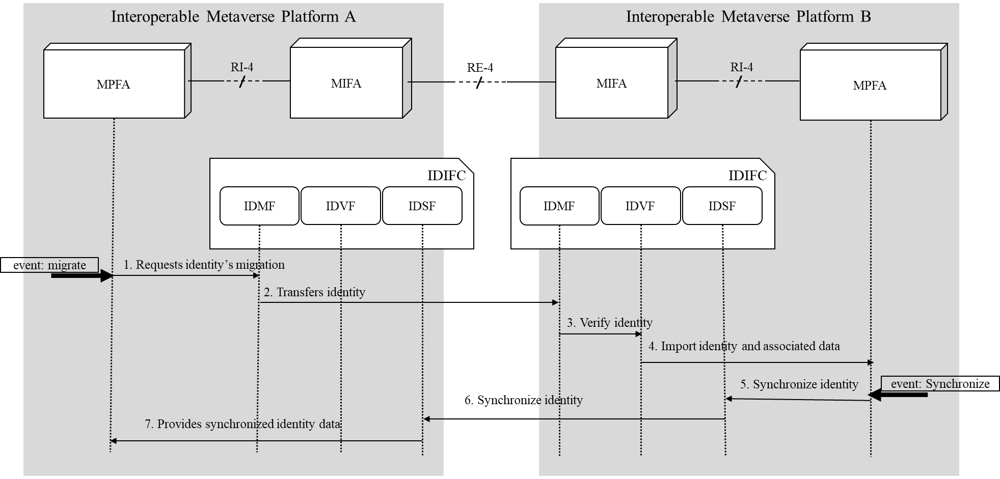 Interoperable Metaverse Platform A
Interoperable Metaverse Platform B
MPFA
RI-4
MIFA
RE-4
MIFA
RI-4
MPFA
IDIFC
IDMF
IDVF
IDSF
IDIFC
IDMF
IDVF
IDSF
event: migrate
1. Requests identity’s migration
2. Transfers identity
3. Verify identity
4. Import identity and associated data
event: Synchronize
5. Synchronize identity
6. Synchronize identity
7. Provides synchronized identity data